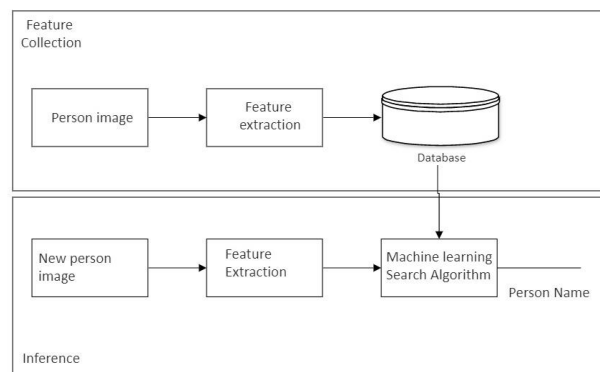 Feature
Collection
Person image
Feature
extraction
Database
New person
image
Feature
Extraction
Machine learning
Search Algorithm
Person Name
Inference